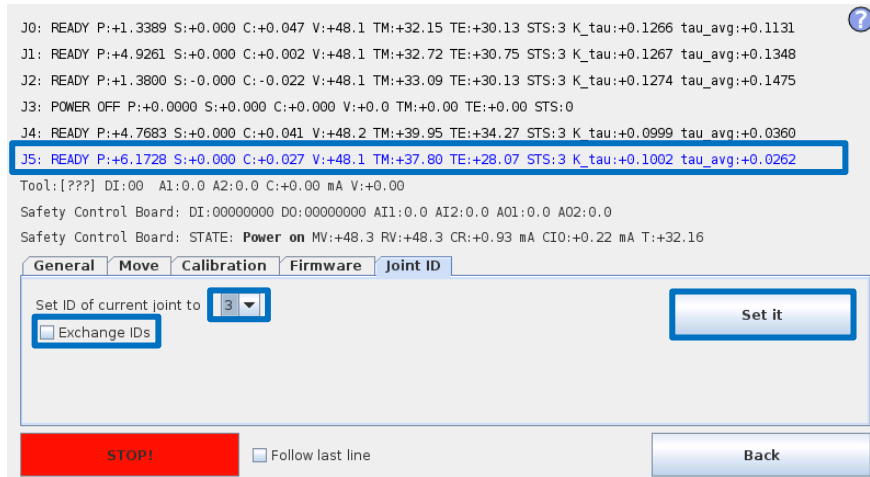 J0: READY P:+1.3389 S:+0.000 C:+0.047 V:+48.1 TM:+32.15 TE:+30.13 STS:3 K_tau:+0.1266 tau_avg:+0.1131
?
J1: READY P:+4.9261 S:+0.000 C:+0.002 V:+48.1 TM:+32.72 TE:+30.75 STS:3 K_tau:+0.1267 tau_avg:+0.1348
J2: READY P:+1.3800 S:-0.000 C:-0.022 V:+48.1 TM:+33.09 TE:+30.13 STS:3 K_tau:+0.1274 tau_avg:+0.1475
J3: POWER OFF P:+0.0000 S:+0.000 C:+0.000 V:+0.0 TM:+0.00 TE:+0.00 STS:0
J4: READY P:+4.7683 S:+0.000 C:+0.041 V:+48.2 TM:+39.95 TE:+34.27 STS:3 K_tau:+0.0999 tau_avg:+0.0360
J5: READY P:+6.1728 S:+0.000 C:+0.027 V:+48.1 TM:+37.80 TE:+28.07 STS:3 K_tau:+0.1002 tau_avg:+0.0262
Tool:[???] DI:00 A1:0.0 A2:0.0 C:+0.00 mA V:+0.00
Safety Control Board: DI:00000000 DO:00000000 AI1:0.0 AI2:0.0 AO1:0.0 AO2:0.0
Safety Control Board: STATE: Power on MV:+48.3 RV:+48.3 CR:+0.93 mA CIO:+0.22 mA T:+32.16
General Move Calibration Firmware Joint ID
Set ID of current joint to 3
Set it
Exchange IDs
STOP! Follow last line Back